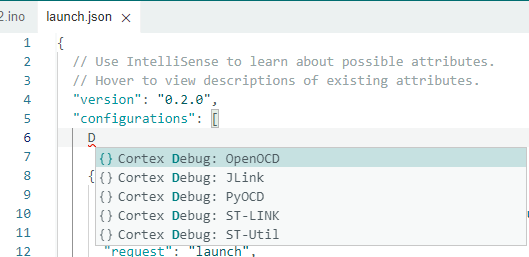 2.ino launch.json ×
1 {
2 // Use IntelliSense to learn about possible attributes.
3 // Hover to view descriptions of existing attributes.
4 "version": "0.2.0",
5 "configurations": [
6 D
7 {} Cortex Debug: OpenOCD
8 { {} Cortex Debug: JLink
9 {} Cortex Debug: PyOCD
10 {} Cortex Debug: ST-LINK
11 {} Cortex Debug: ST-Util
12 "request": "launch",